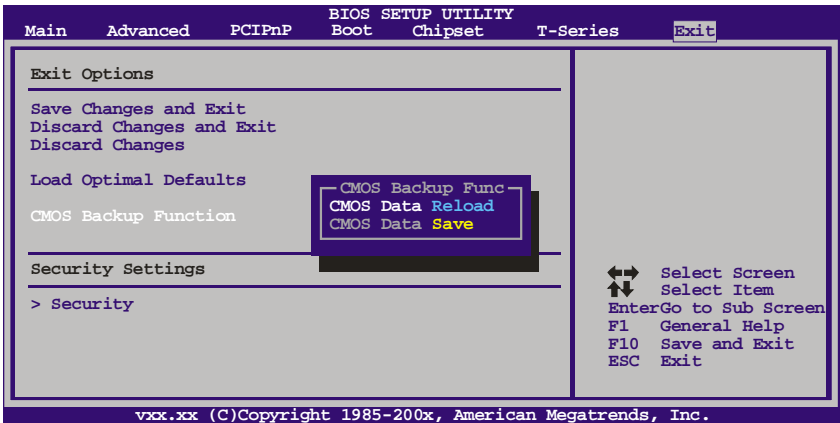 BIOS SETUP UTILITY
Main Advanced PCIPnP Boot Chipset T-Series Exit
Exit Options
Save Changes and Exit
Discard Changes and Exit
Discard Changes
Load Optimal Defaults
CMOS Backup Function
CMOS Backup Func
CMOS Data Reload
CMOS Data Save
Security Settings
> Security
Select Screen
Select Item
EnterGo to Sub Screen
F1 General Help
F10 Save and Exit
ESC Exit
vxx.xx (C)Copyright 1985-200x, American Megatrends, Inc.